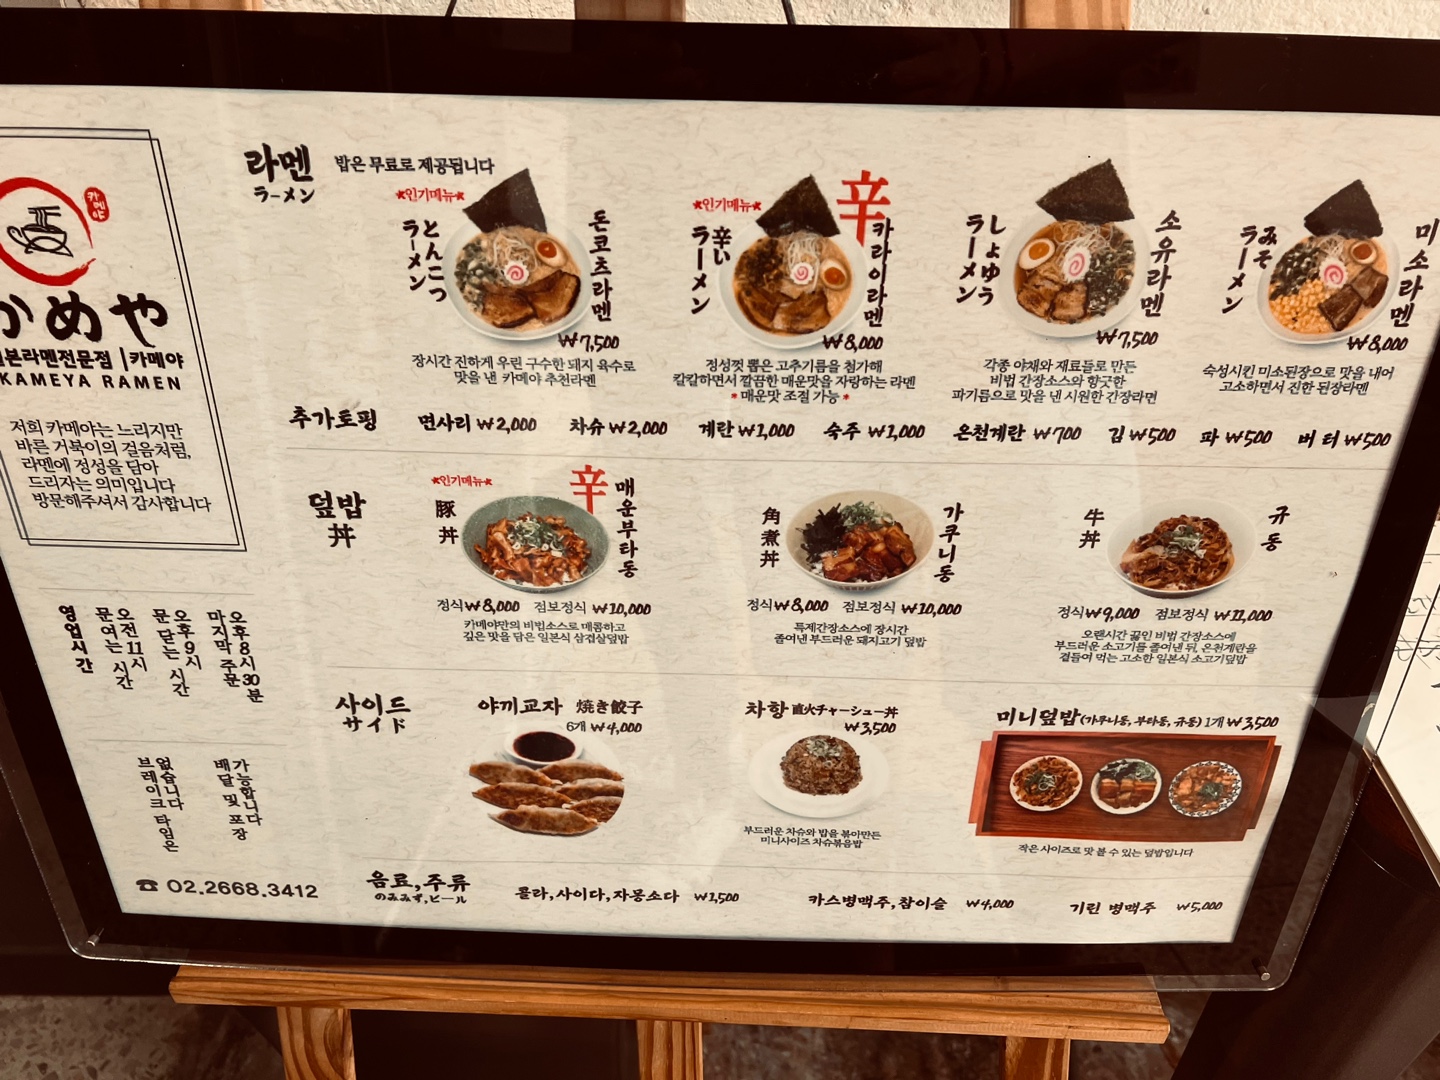 카메야
かめや
일본라멘전문점 | 카메야
KAMEYA RAMEN
저희 카메야는 느리지만
바른 거북이의 걸음처럼,
라멘에 정성을 담아
드리자는 의미입니다
방문해주셔서 감사합니다
영업시간
오전 11시
문 여는 시간
오후 9시
문 닫는 시간
오후 8시 30분
마지막 주문
브레이크 타임은
없습니다
배달 및 포장
가능합니다
☎ 02.2668.3412
라멘
ラーメン
밥은 무료로 제공됩니다
★인기메뉴★
とんこつ
ラーメン
돈코츠라멘
₩7,500
장시간 진하게 우린 구수한 돼지 육수로
맛을 낸 카메야 추천라멘
★인기메뉴★
辛
辛い
ラーメン
카라이라멘
₩8,000
정성껏 뽑은 고추기름을 첨가해
칼칼하면서 깔끔한 매운맛을 자랑하는 라멘
*매운맛 조절 가능*
しょゆう
ラーメン
소유라멘
₩7,500
각종 야채와 재료들로 만든
비법 간장소스와 향긋한
파기름으로 맛을 낸 시원한 간장라면
みそ
ラーメン
미소라멘
₩8,000
숙성시킨 미소된장으로 맛을 내어
고소하면서 진한 된장라멘
추가토핑
면사리 ₩2,000 차슈 ₩2,000 계란 ₩1,000 숙주 ₩1,000 온천계란 ₩700 김 ₩500 파 ₩500 버터 ₩500
덮밥
丼
★인기메뉴★
辛
豚丼
매운부타동
정식 ₩8,000 점보정식 ₩10,000
카메야만의 비법소스로 매콤하고
깊은 맛을 담은 일본식 삼겹살덮밥
角煮丼
가쿠니동
정식 ₩8,000 점보정식 ₩10,000
특제간장소스에 장시간
졸여낸 부드러운 돼지고기 덮밥
牛丼
규동
정식 ₩9,000 점보정식 ₩11,000
오랜시간 끓인 비법 간장소스에
부드러운 소고기를 졸여낸 뒤, 온천계란을
곁들여 먹는 고소한 일본식 소고기덮밥
사이드
サイド
야끼교자 焼き餃子
6개 ₩4,000
차항 直火チャーシュー丼
₩3,500
부드러운 차슈와 밥을 볶아만든
미니사이즈 차슈볶음밥
미니덮밥 (가쿠니동, 부타동, 규동) 1개 ₩3,500
작은 사이즈로 맛 볼 수 있는 덮밥입니다
음료, 주류
のみみず, ビール
콜라, 사이다, 자몽소다 ₩1,500
카스병맥주, 참이슬 ₩4,000
기린 병맥주 ₩5,000